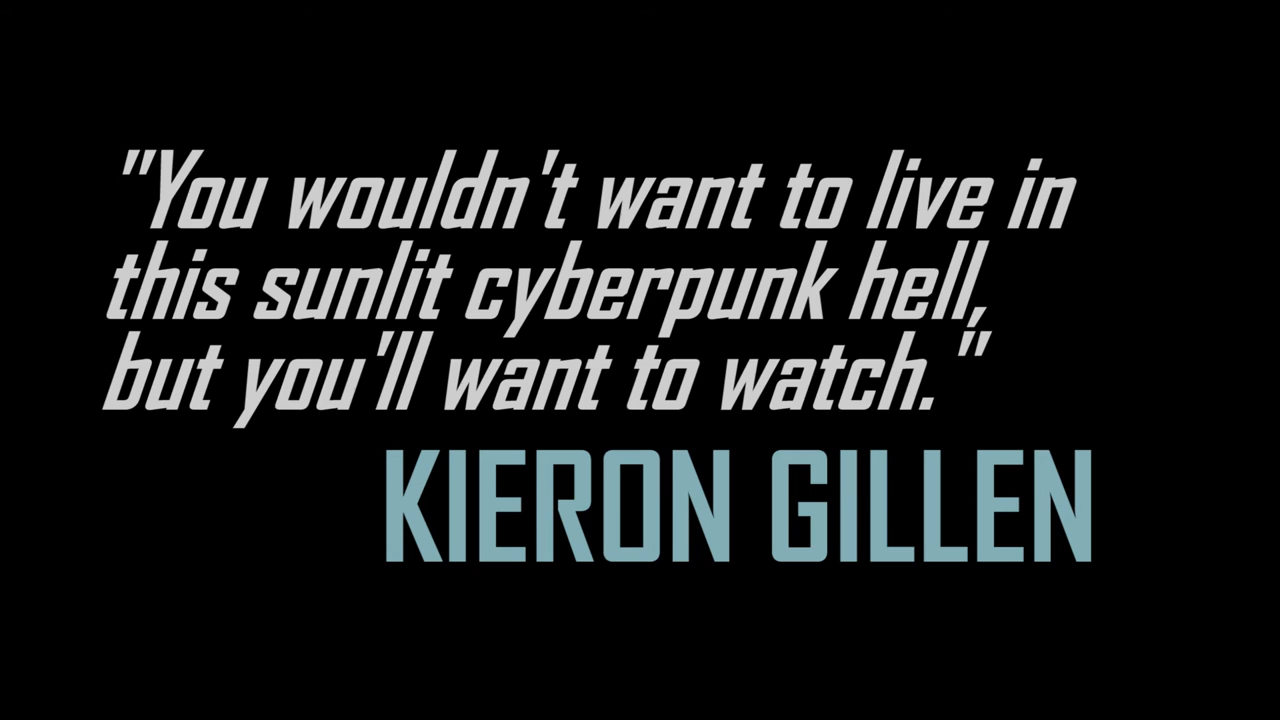 "You wouldn't want to live in
this sunlit cyberpunk hell,
but you'll want to watch."
KIERON GILLEN